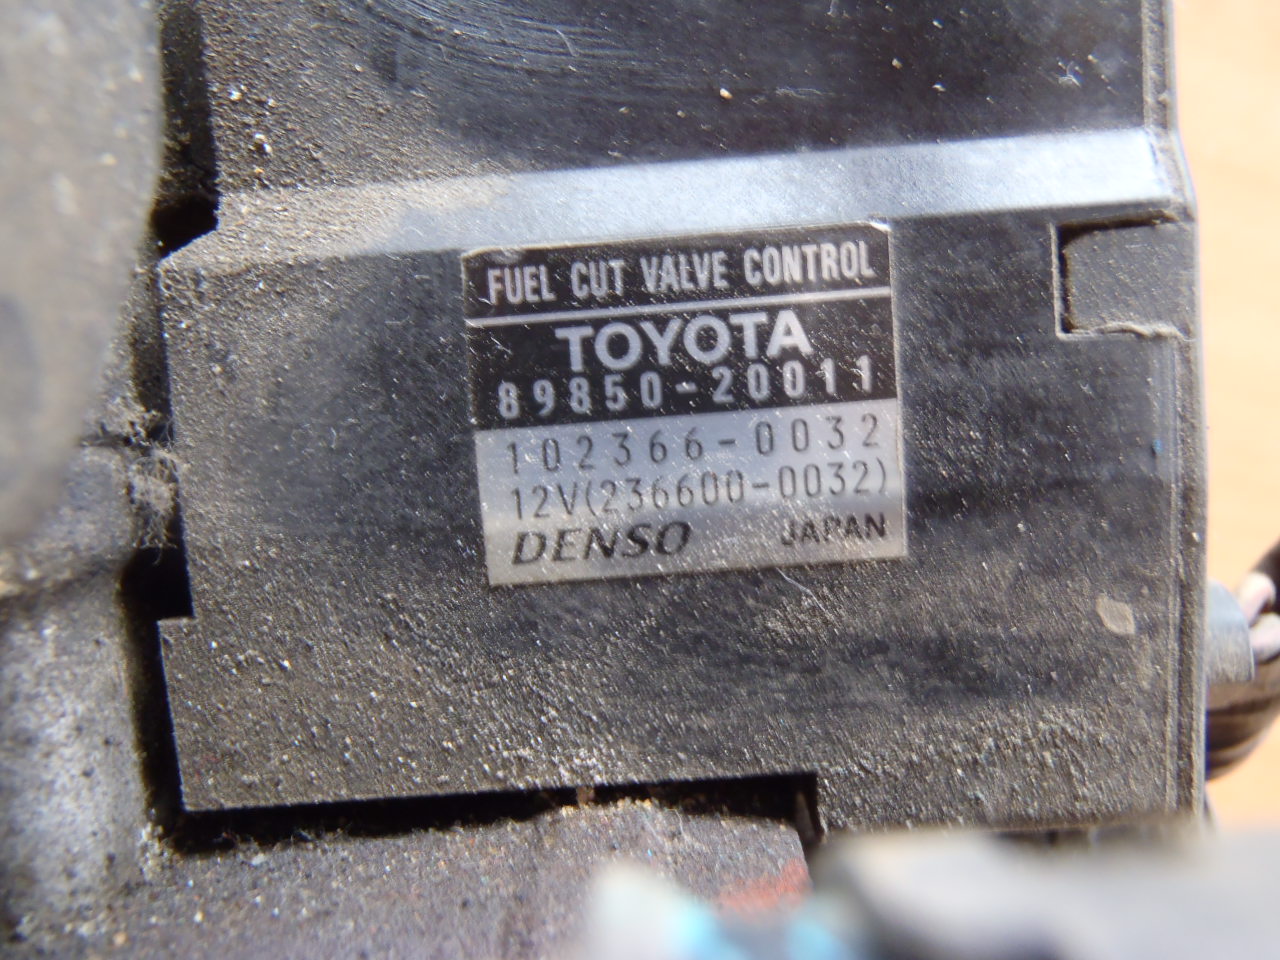 FUEL CUT VALVE CONTROL
TOYOTA
89850-20011
102366-0032
12V(236600-0032)
DENSO JAPAN